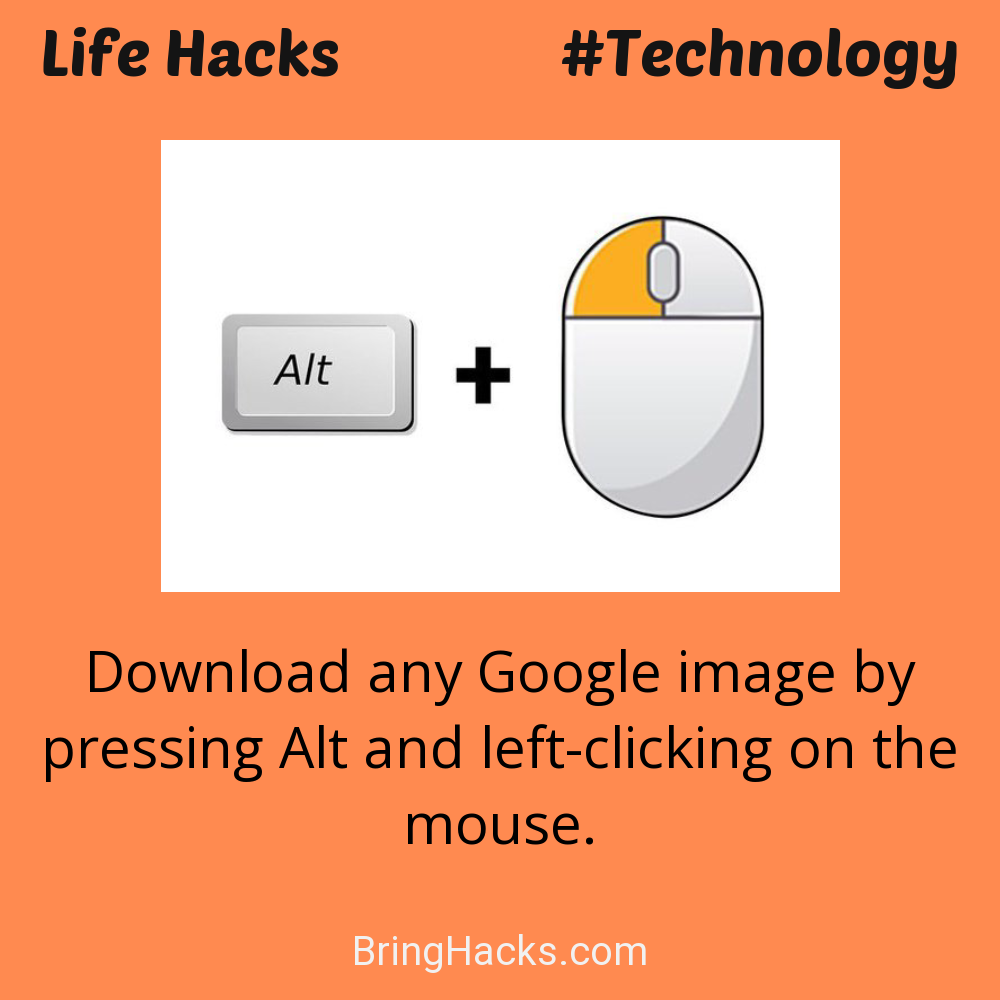 Life Hacks #Technology
Alt
Download any Google image by
pressing Alt and left-clicking on the
mouse.
BringHacks.com